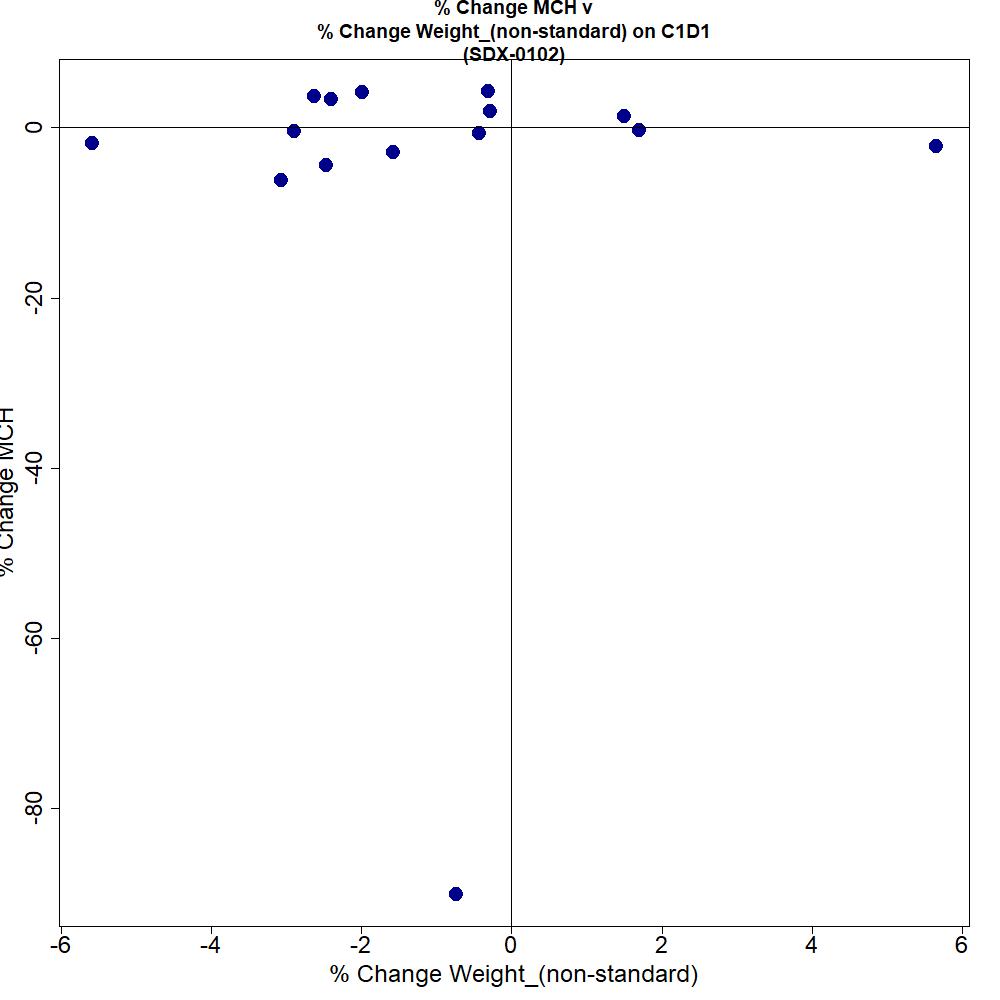 % Change MCH v
% Change Weight_(non-standard) on C1D1
(SDX-0102)
0
-20
-40
-60
-80
% Change MCH
-6
-4
-2
0
2
4
6
% Change Weight_(non-standard)